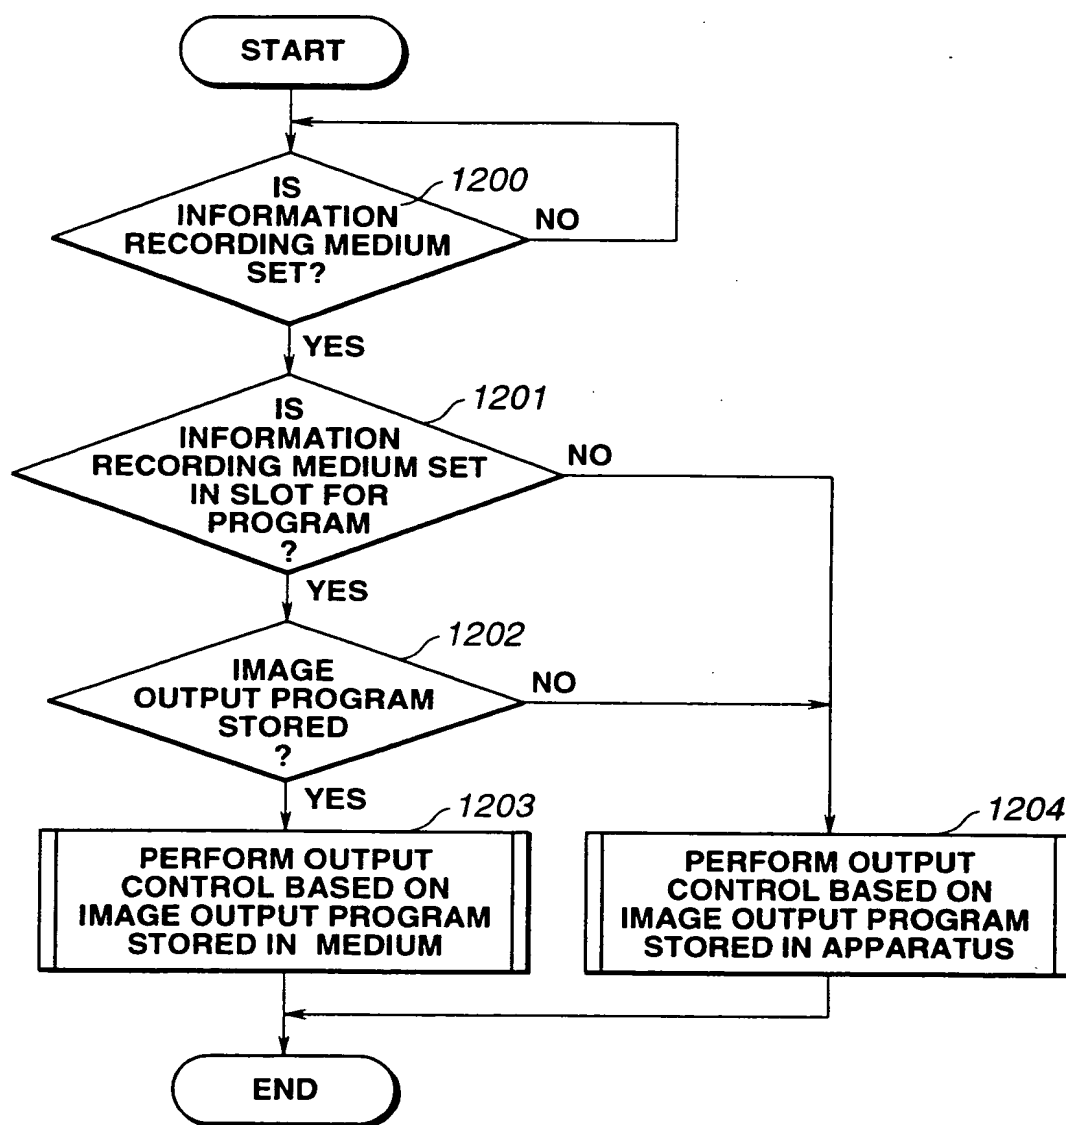 START
1200
IS
INFORMATION
RECORDING MEDIUM
SET?
NO
YES
1201
IS
INFORMATION
RECORDING MEDIUM SET
IN SLOT FOR
PROGRAM
?
NO
YES
1202
IMAGE
OUTPUT PROGRAM
STORED
?
NO
YES
1203
PERFORM OUTPUT
CONTROL BASED ON
IMAGE OUTPUT PROGRAM
STORED IN MEDIUM
1204
PERFORM OUTPUT
CONTROL BASED ON
IMAGE OUTPUT PROGRAM
STORED IN APPARATUS
END